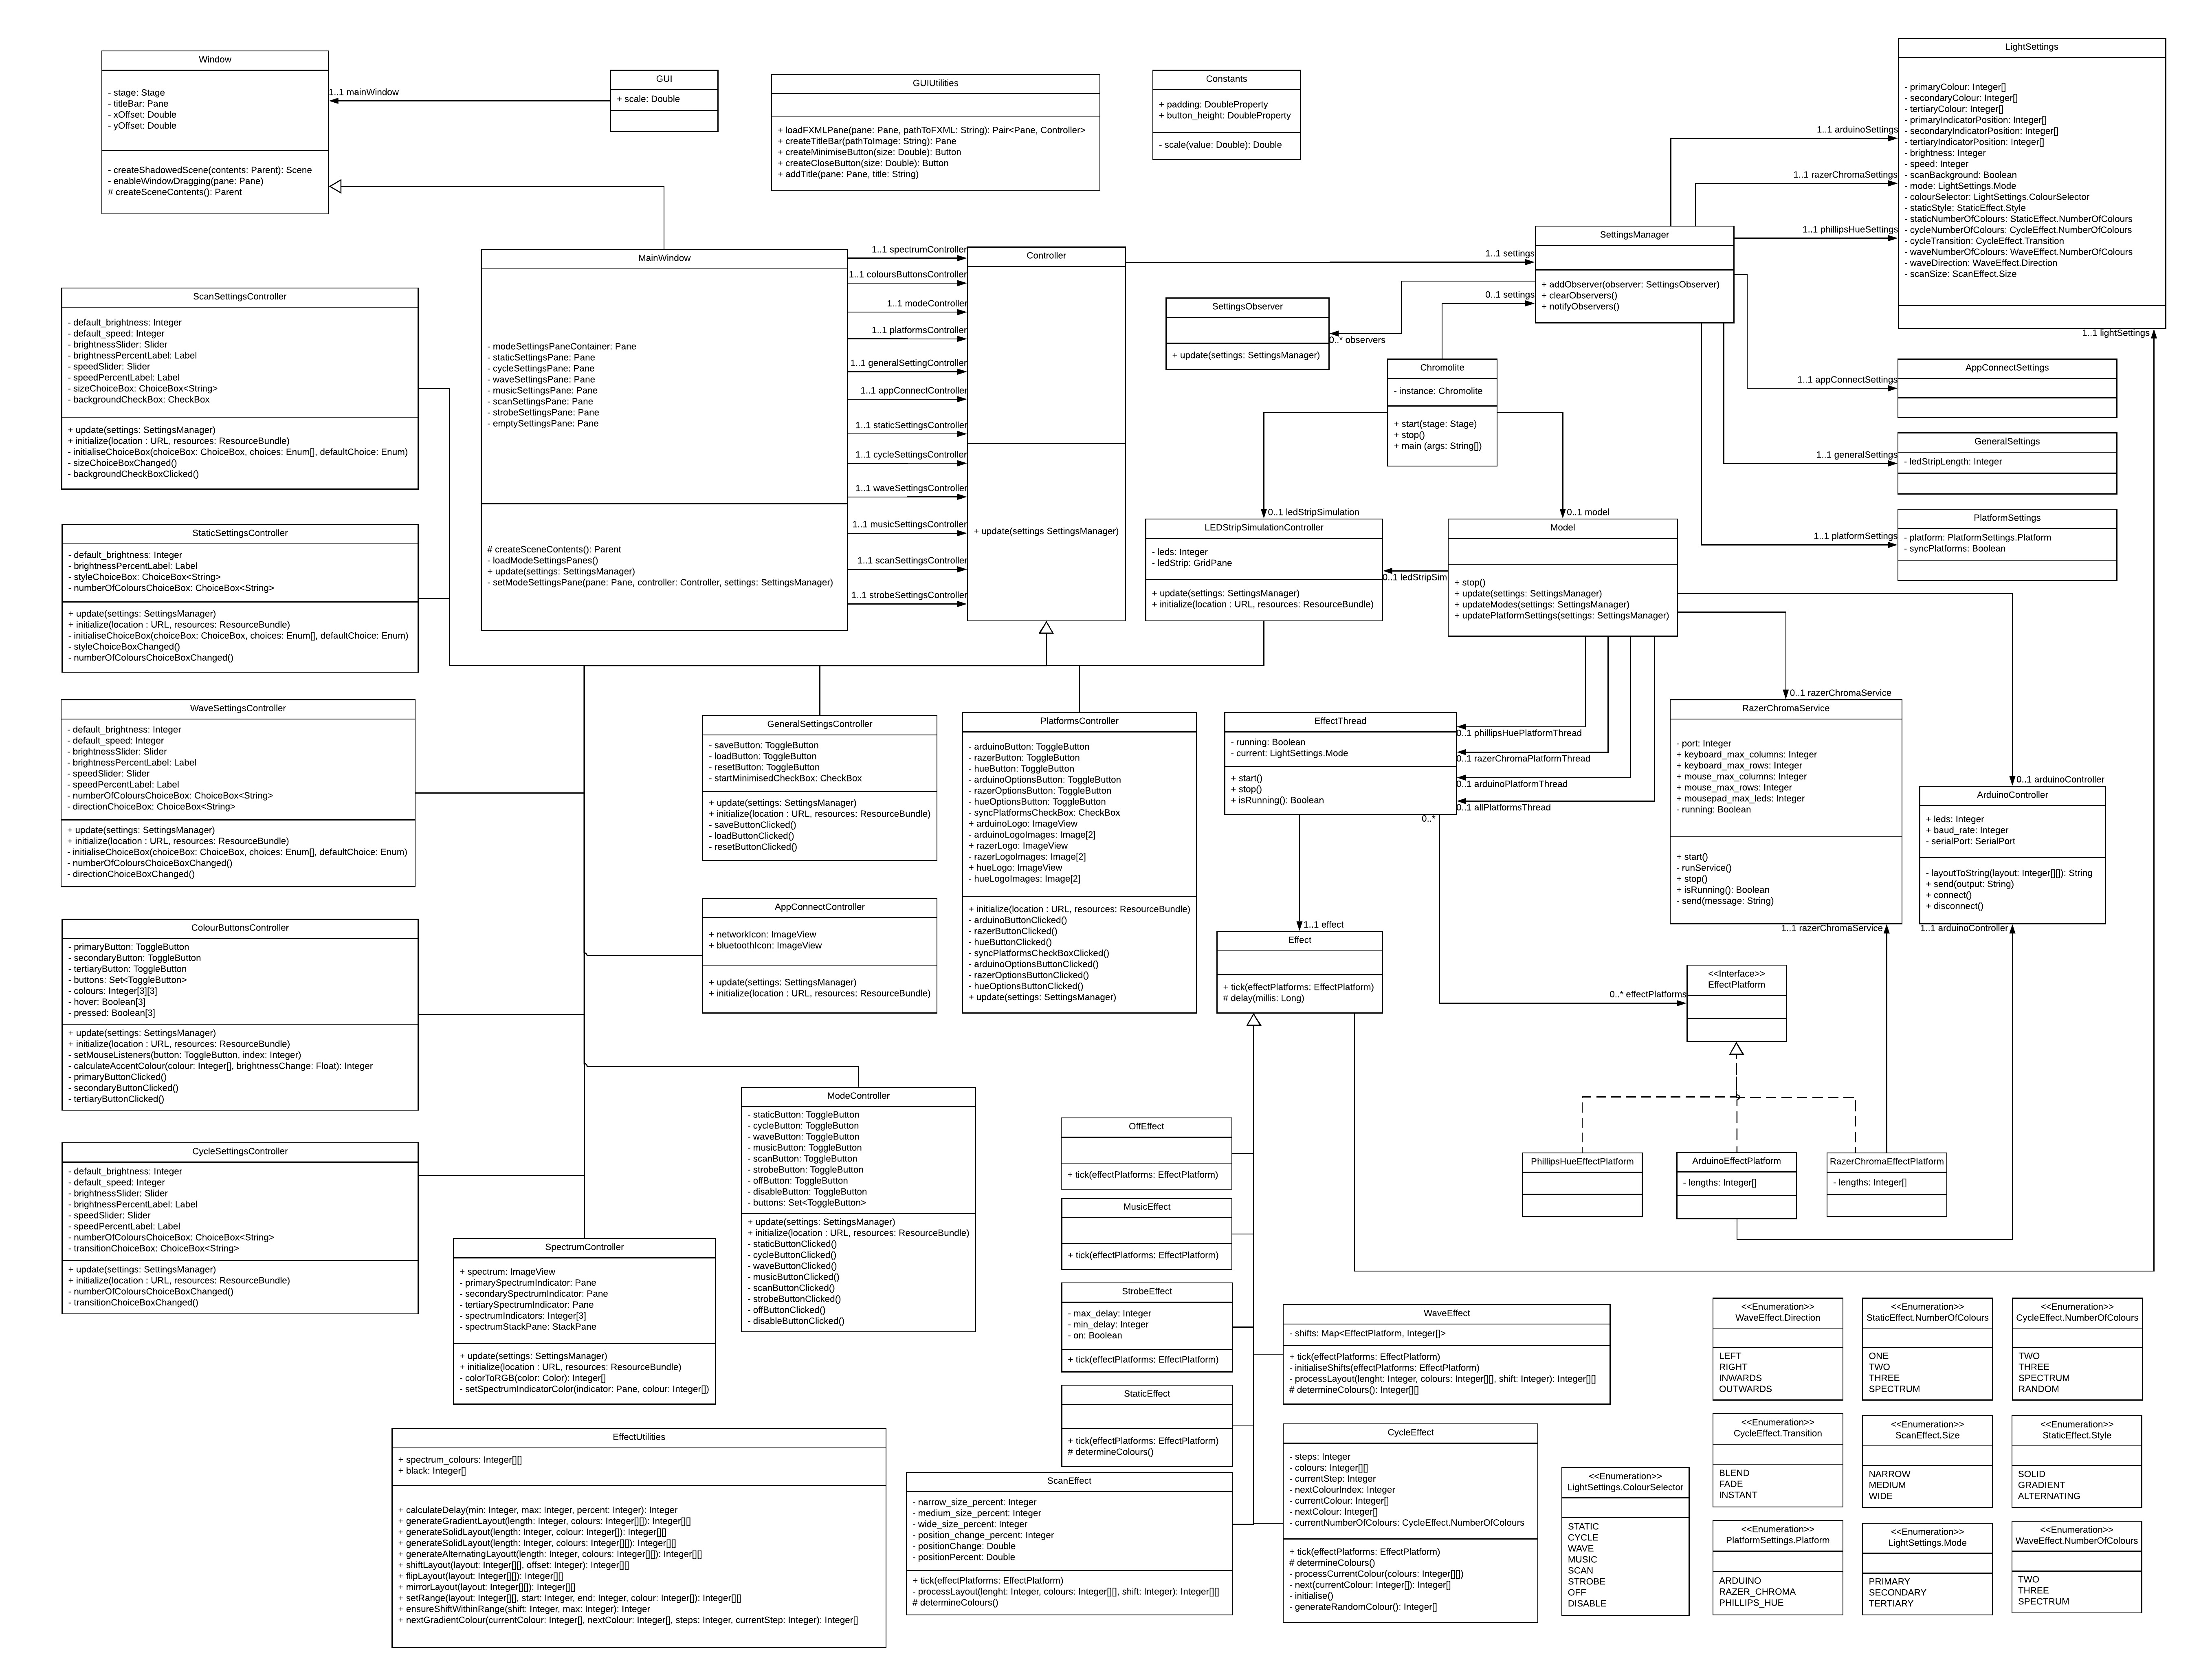 Window
- stage: Stage
- titleBar: Pane
- xOffset: Double
- yOffset: Double
- createShadowedScene(contents: Parent): Scene
- enableWindowDragging(pane: Pane)
# createSceneContents(): Parent
1..1 mainWindow
GUI
+ scale: Double
GUIUtilities
+ loadFXMLPane(pane: Pane, pathToFXML: String): Pair<Pane, Controller>
+ createTitleBar(pathToImage: String): Pane
+ createMinimiseButton(size: Double): Button
+ createCloseButton(size: Double): Button
+ addTitle(pane: Pane, title: String)
Constants
+ padding: DoubleProperty
+ button_height: DoubleProperty
- scale(value: Double): Double
LightSettings
- primaryColour: Integer[]
- secondaryColour: Integer[]
- tertiaryColour: Integer[]
- primaryIndicatorPosition: Integer[]
- secondaryIndicatorPosition: Integer[]
- tertiaryIndicatorPosition: Integer[]
- brightness: Integer
- speed: Integer
- scanBackground: Boolean
- mode: LightSettings.Mode
- colourSelector: LightSettings.ColourSelector
- staticStyle: StaticEffect.Style
- staticNumberOfColours: StaticEffect.NumberOfColours
- cycleNumberOfColours: CycleEffect.NumberOfColours
- cycleTransition: CycleEffect.Transition
- waveNumberOfColours: WaveEffect.NumberOfColours
- waveDirection: WaveEffect.Direction
- scanSize: ScanEffect.Size
1..1 arduinoSettings
1..1 razerChromaSettings
1..1 phillipsHueSettings
1..1 lightSettings
SettingsManager
+ addObserver(observer: SettingsObserver)
+ clearObservers()
+ notifyObservers()
1..1 settings
0..1 settings
0..* observers
1..1 appConnectSettings
1..1 generalSettings
1..1 platformSettings
MainWindow
- modeSettingsPaneContainer: Pane
- staticSettingsPane: Pane
- cycleSettingsPane: Pane
- waveSettingsPane: Pane
- musicSettingsPane: Pane
- scanSettingsPane: Pane
- strobeSettingsPane: Pane
- emptySettingsPane: Pane
# createSceneContents(): Parent
- loadModeSettingsPanes()
+ update(settings: SettingsManager)
- setModeSettingsPane(pane: Pane, controller: Controller, settings: SettingsManager)
1..1 spectrumController
1..1 coloursButtonsController
1..1 modeController
1..1 platformsController
1..1 generalSettingController
1..1 appConnectController
1..1 staticSettingsController
1..1 cycleSettingsController
1..1 waveSettingsController
1..1 musicSettingsController
1..1 scanSettingsController
1..1 strobeSettingsController
Controller
+ update(settings SettingsManager)
SettingsObserver
+ update(settings: SettingsManager)
Chromolite
- instance: Chromolite
+ start(stage: Stage)
+ stop()
+ main (args: String[])
AppConnectSettings
GeneralSettings
- ledStripLength: Integer
PlatformSettings
- platform: PlatformSettings.Platform
- syncPlatforms: Boolean
ScanSettingsController
- default_brightness: Integer
- default_speed: Integer
- brightnessSlider: Slider
- brightnessPercentLabel: Label
- speedSlider: Slider
- speedPercentLabel: Label
- sizeChoiceBox: ChoiceBox<String>
- backgroundCheckBox: CheckBox
+ update(settings: SettingsManager)
+ initialize(location : URL, resources: ResourceBundle)
- initialiseChoiceBox(choiceBox: ChoiceBox, choices: Enum[], defaultChoice: Enum)
- sizeChoiceBoxChanged()
- backgroundCheckBoxClicked()
StaticSettingsController
- default_brightness: Integer
- brightnessPercentLabel: Label
- styleChoiceBox: ChoiceBox<String>
- numberOfColoursChoiceBox: ChoiceBox<String>
+ update(settings: SettingsManager)
+ initialize(location : URL, resources: ResourceBundle)
- initialiseChoiceBox(choiceBox: ChoiceBox, choices: Enum[], defaultChoice: Enum)
- styleChoiceBoxChanged()
- numberOfColoursChoiceBoxChanged()
0..1 ledStripSimulation
0..1 model
LEDStripSimulationController
- leds: Integer
- ledStrip: GridPane
+ update(settings: SettingsManager)
+ initialize(location : URL, resources: ResourceBundle)
0..1 ledStripSim
Model
+ stop()
+ update(settings: SettingsManager)
+ updateModes(settings: SettingsManager)
+ updatePlatformSettings(settings: SettingsManager)
WaveSettingsController
- default_brightness: Integer
- default_speed: Integer
- brightnessSlider: Slider
- brightnessPercentLabel: Label
- speedSlider: Slider
- speedPercentLabel: Label
- numberOfColoursChoiceBox: ChoiceBox<String>
- directionChoiceBox: ChoiceBox<String>
+ update(settings: SettingsManager)
+ initialize(location : URL, resources: ResourceBundle)
- initialiseChoiceBox(choiceBox: ChoiceBox, choices: Enum[], defaultChoice: Enum)
- numberOfColoursChoiceBoxChanged()
- directionChoiceBoxChanged()
GeneralSettingsController
- saveButton: ToggleButton
- loadButton: ToggleButton
- resetButton: ToggleButton
- startMinimisedCheckBox: CheckBox
+ update(settings: SettingsManager)
+ initialize(location : URL, resources: ResourceBundle)
- saveButtonClicked()
- loadButtonClicked()
- resetButtonClicked()
PlatformsController
- arduinoButton: ToggleButton
- razerButton: ToggleButton
- hueButton: ToggleButton
- arduinoOptionsButton: ToggleButton
- razerOptionsButton: ToggleButton
- hueOptionsButton: ToggleButton
- syncPlatformsCheckBox: CheckBox
+ arduinoLogo: ImageView
- arduinoLogoImages: Image[2]
+ razerLogo: ImageView
- razerLogoImages: Image[2]
+ hueLogo: ImageView
- hueLogoImages: Image[2]
+ initialize(location : URL, resources: ResourceBundle)
- arduinoButtonClicked()
- razerButtonClicked()
- hueButtonClicked()
- syncPlatformsCheckBoxClicked()
- arduinoOptionsButtonClicked()
- razerOptionsButtonClicked()
- hueOptionsButtonClicked()
+ update(settings: SettingsManager)
EffectThread
- running: Boolean
- current: LightSettings.Mode
+ start()
+ stop()
+ isRunning(): Boolean
0..1 phillipsHuePlatformThread
0..1 razerChromaPlatformThread
0..1 arduinoPlatformThread
0..1 allPlatformsThread
0..*
0..1 razerChromaService
RazerChromaService
- port: Integer
+ keyboard_max_columns: Integer
+ keyboard_max_rows: Integer
+ mouse_max_columns: Integer
+ mouse_max_rows: Integer
+ mousepad_max_leds: Integer
- running: Boolean
+ start()
- runService()
+ stop()
+ isRunning(): Boolean
- send(message: String)
1..1 razerChromaService
0..1 arduinoController
ArduinoController
+ leds: Integer
+ baud_rate: Integer
- serialPort: SerialPort
- layoutToString(layout: Integer[][]): String
+ send(output: String)
+ connect()
+ disconnect()
1..1 arduinoController
ColourButtonsController
- primaryButton: ToggleButton
- secondaryButton: ToggleButton
- tertiaryButton: ToggleButton
- buttons: Set<ToggleButton>
- colours: Integer[3][3]
- hover: Boolean[3]
- pressed: Boolean[3]
+ update(settings: SettingsManager)
+ initialize(location : URL, resources: ResourceBundle)
- setMouseListeners(button: ToggleButton, index: Integer)
- calculateAccentColour(colour: Integer[], brightnessChange: Float): Integer
- primaryButtonClicked()
- secondaryButtonClicked()
- tertiaryButtonClicked()
AppConnectController
+ networkIcon: ImageView
+ bluetoothIcon: ImageView
+ update(settings: SettingsManager)
+ initialize(location : URL, resources: ResourceBundle)
1..1 effect
Effect
+ tick(effectPlatforms: EffectPlatform)
# delay(millis: Long)
0..* effectPlatforms
<<Interface>>
EffectPlatform
PhillipsHueEffectPlatform
ArduinoEffectPlatform
- lengths: Integer[]
RazerChromaEffectPlatform
- lengths: Integer[]
CycleSettingsController
- default_brightness: Integer
- default_speed: Integer
- brightnessSlider: Slider
- brightnessPercentLabel: Label
- speedSlider: Slider
- speedPercentLabel: Label
- numberOfColoursChoiceBox: ChoiceBox<String>
- transitionChoiceBox: ChoiceBox<String>
+ update(settings: SettingsManager)
+ initialize(location : URL, resources: ResourceBundle)
- numberOfColoursChoiceBoxChanged()
- transitionChoiceBoxChanged()
SpectrumController
+ spectrum: ImageView
- primarySpectrumIndicator: Pane
- secondarySpectrumIndicator: Pane
- tertiarySpectrumIndicator: Pane
- spectrumIndicators: Integer[3]
- spectrumStackPane: StackPane
+ update(settings: SettingsManager)
+ initialize(location : URL, resources: ResourceBundle)
- colorToRGB(color: Color): Integer[]
- setSpectrumIndicatorColor(indicator: Pane, colour: Integer[])
ModeController
- staticButton: ToggleButton
- cycleButton: ToggleButton
- waveButton: ToggleButton
- musicButton: ToggleButton
- scanButton: ToggleButton
- strobeButton: ToggleButton
- offButton: ToggleButton
- disableButton: ToggleButton
- buttons: Set<ToggleButton>
+ update(settings: SettingsManager)
+ initialize(location : URL, resources: ResourceBundle)
- staticButtonClicked()
- cycleButtonClicked()
- waveButtonClicked()
- musicButtonClicked()
- scanButtonClicked()
- strobeButtonClicked()
- offButtonClicked()
- disableButtonClicked()
OffEffect
+ tick(effectPlatforms: EffectPlatform)
MusicEffect
+ tick(effectPlatforms: EffectPlatform)
StrobeEffect
- max_delay: Integer
- min_delay: Integer
- on: Boolean
+ tick(effectPlatforms: EffectPlatform)
StaticEffect
+ tick(effectPlatforms: EffectPlatform)
# determineColours()
WaveEffect
- shifts: Map<EffectPlatform, Integer[]>
+ tick(effectPlatforms: EffectPlatform)
- initialiseShifts(effectPlatforms: EffectPlatform)
- processLayout(lenght: Integer, colours: Integer[][], shift: Integer): Integer[][]
# determineColours(): Integer[][]
EffectUtilities
+ spectrum_colours: Integer[][]
+ black: Integer[]
+ calculateDelay(min: Integer, max: Integer, percent: Integer): Integer
+ generateGradientLayout(length: Integer, colours: Integer[][]): Integer[][]
+ generateSolidLayout(length: Integer, colour: Integer[]): Integer[][]
+ generateSolidLayout(length: Integer, colours: Integer[][]): Integer[][]
+ generateAlternatingLayoutt(length: Integer, colours: Integer[][]): Integer[][]
+ shiftLayout(layout: Integer[][], offset: Integer): Integer[][]
+ flipLayout(layout: Integer[][]): Integer[][]
+ mirrorLayout(layout: Integer[][]): Integer[][]
+ setRange(layout: Integer[][], start: Integer, end: Integer, colour: Integer[]): Integer[][]
+ ensureShiftWithinRange(shift: Integer, max: Integer): Integer
+ nextGradientColour(currentColour: Integer[], nextColour: Integer[], steps: Integer, currentStep: Integer): Integer[]
ScanEffect
- narrow_size_percent: Integer
- medium_size_percent: Integer
- wide_size_percent: Integer
- position_change_percent: Integer
- positionChange: Double
- positionPercent: Double
+ tick(effectPlatforms: EffectPlatform)
- processLayout(lenght: Integer, colours: Integer[][], shift: Integer): Integer[][]
# determineColours()
CycleEffect
- steps: Integer
- colours: Integer[][]
- currentStep: Integer
- nextColourIndex: Integer
- currentColour: Integer[]
- nextColour: Integer[]
- currentNumberOfColours: CycleEffect.NumberOfColours
+ tick(effectPlatforms: EffectPlatform)
# determineColours()
- processCurrentColour(colours: Integer[][])
- next(currentColour: Integer[]): Integer[]
- initialise()
- generateRandomColour(): Integer[]
<<Enumeration>>
LightSettings.ColourSelector
STATIC
CYCLE
WAVE
MUSIC
SCAN
STROBE
OFF
DISABLE
<<Enumeration>>
WaveEffect.Direction
LEFT
RIGHT
INWARDS
OUTWARDS
<<Enumeration>>
StaticEffect.NumberOfColours
ONE
TWO
THREE
SPECTRUM
<<Enumeration>>
CycleEffect.NumberOfColours
TWO
THREE
SPECTRUM
RANDOM
<<Enumeration>>
CycleEffect.Transition
BLEND
FADE
INSTANT
<<Enumeration>>
ScanEffect.Size
NARROW
MEDIUM
WIDE
<<Enumeration>>
StaticEffect.Style
SOLID
GRADIENT
ALTERNATING
<<Enumeration>>
PlatformSettings.Platform
ARDUINO
RAZER_CHROMA
PHILLIPS_HUE
<<Enumeration>>
LightSettings.Mode
PRIMARY
SECONDARY
TERTIARY
<<Enumeration>>
WaveEffect.NumberOfColours
TWO
THREE
SPECTRUM